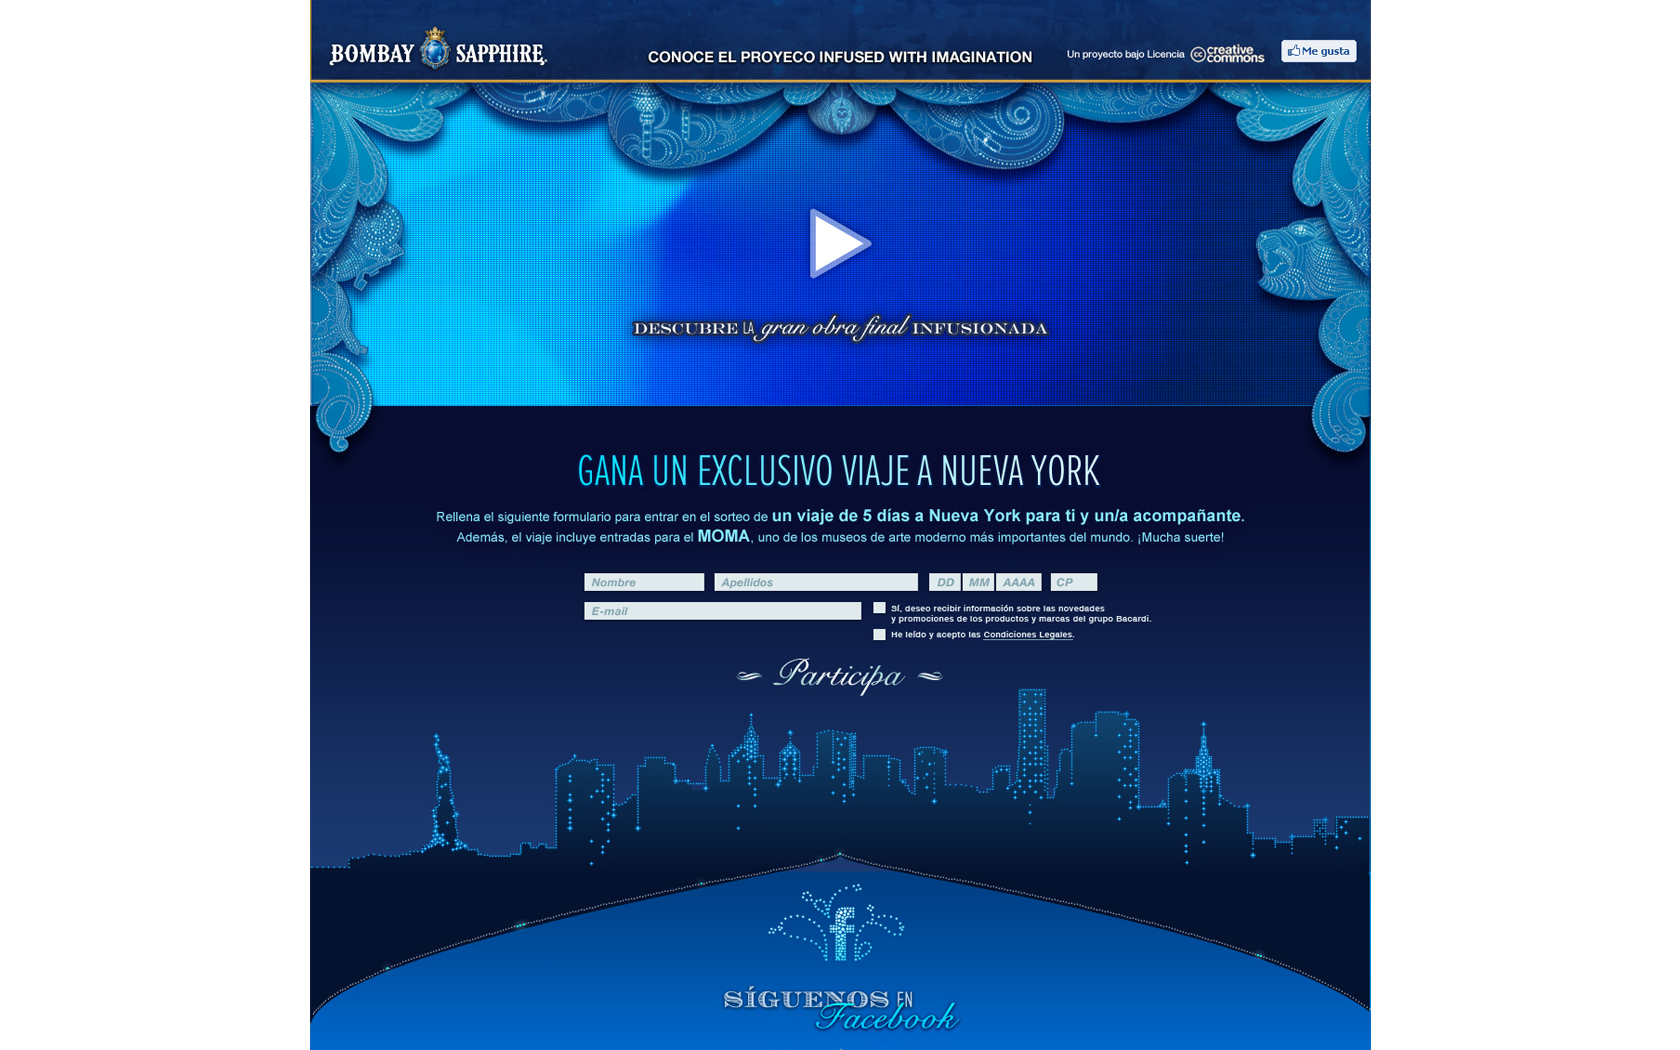 BOMBAY SAPPHIRE
CONOCE EL PROYECO INFUSED WITH IMAGINATION
Un proyecto bajo Licencia cc creative commons
Me gusta
DESCUBRE LA gran obra final INFUSIONADA
GANA UN EXCLUSIVO VIAJE A NUEVA YORK
Rellena el siguiente formulario para entrar en el sorteo de un viaje de 5 días a Nueva York para ti y un/a acompañante.
Además, el viaje incluye entradas para el MOMA, uno de los museos de arte moderno más importantes del mundo. ¡Mucha suerte!
Nombre Apellidos DD MM AAAA CP
E-mail
Sí, deseo recibir información sobre las novedades
y promociones de los productos y marcas del grupo Bacardi.
He leído y acepto las Condiciones Legales.
Participa
f
SÍGUENOS EN
Facebook